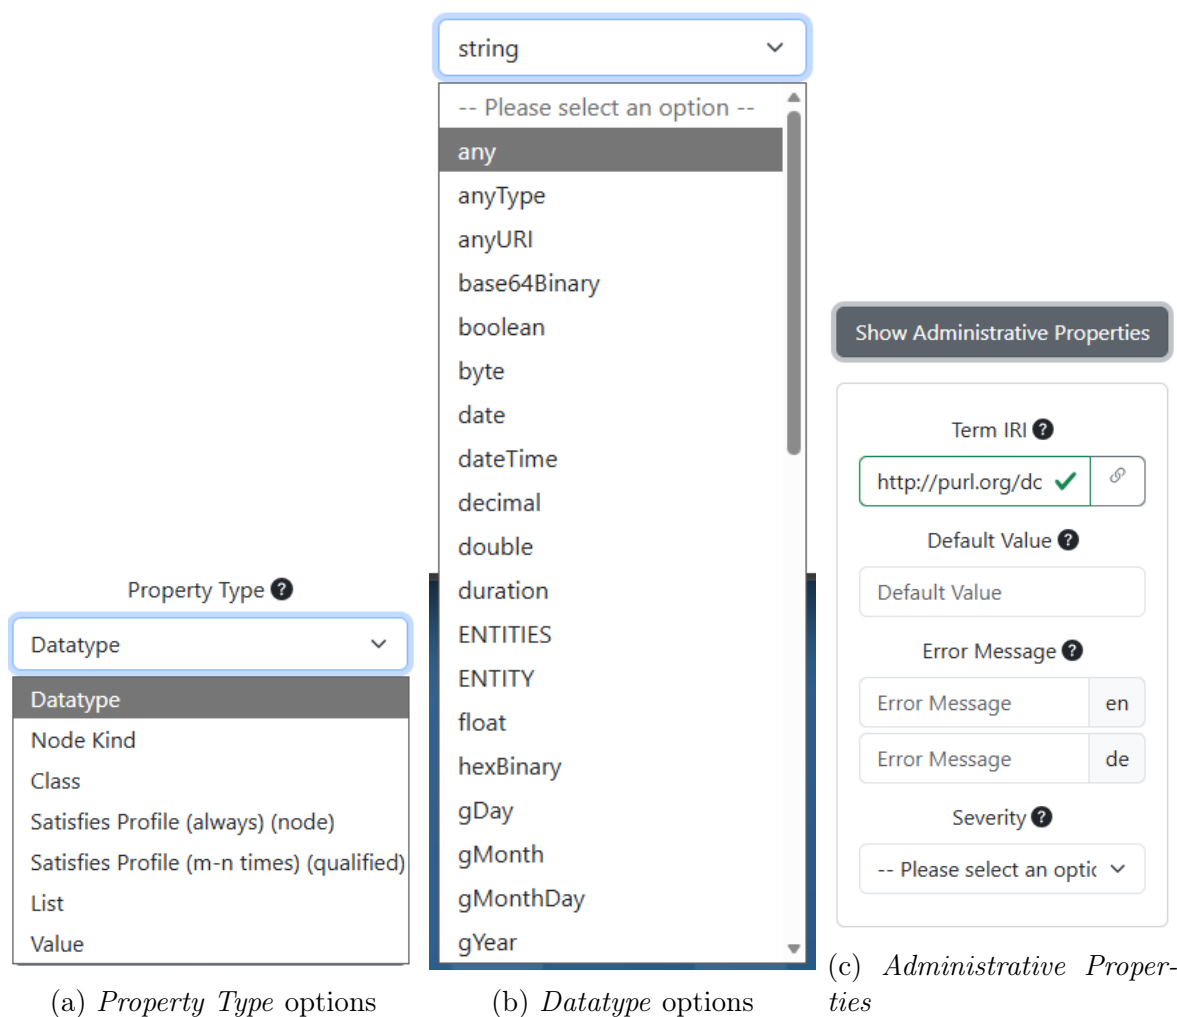 Property Type
Datatype
Datatype
Node Kind
Class
Satisfies Profile (always) (node)
Satisfies Profile (m-n times) (qualified)
List
Value
(a) Property Type options
string
-- Please select an option --
any
anyType
anyURI
base64Binary
boolean
byte
date
dateTime
decimal
double
duration
ENTITIES
ENTITY
float
hexBinary
gDay
gMonth
gMonthDay
gYear
(b) Datatype options
Show Administrative Properties
Term IRI
http://purl.org/dc
Default Value
Default Value
Error Message
Error Message en
Error Message de
Severity
-- Please select an optic
(c) Administrative Proper-
ties